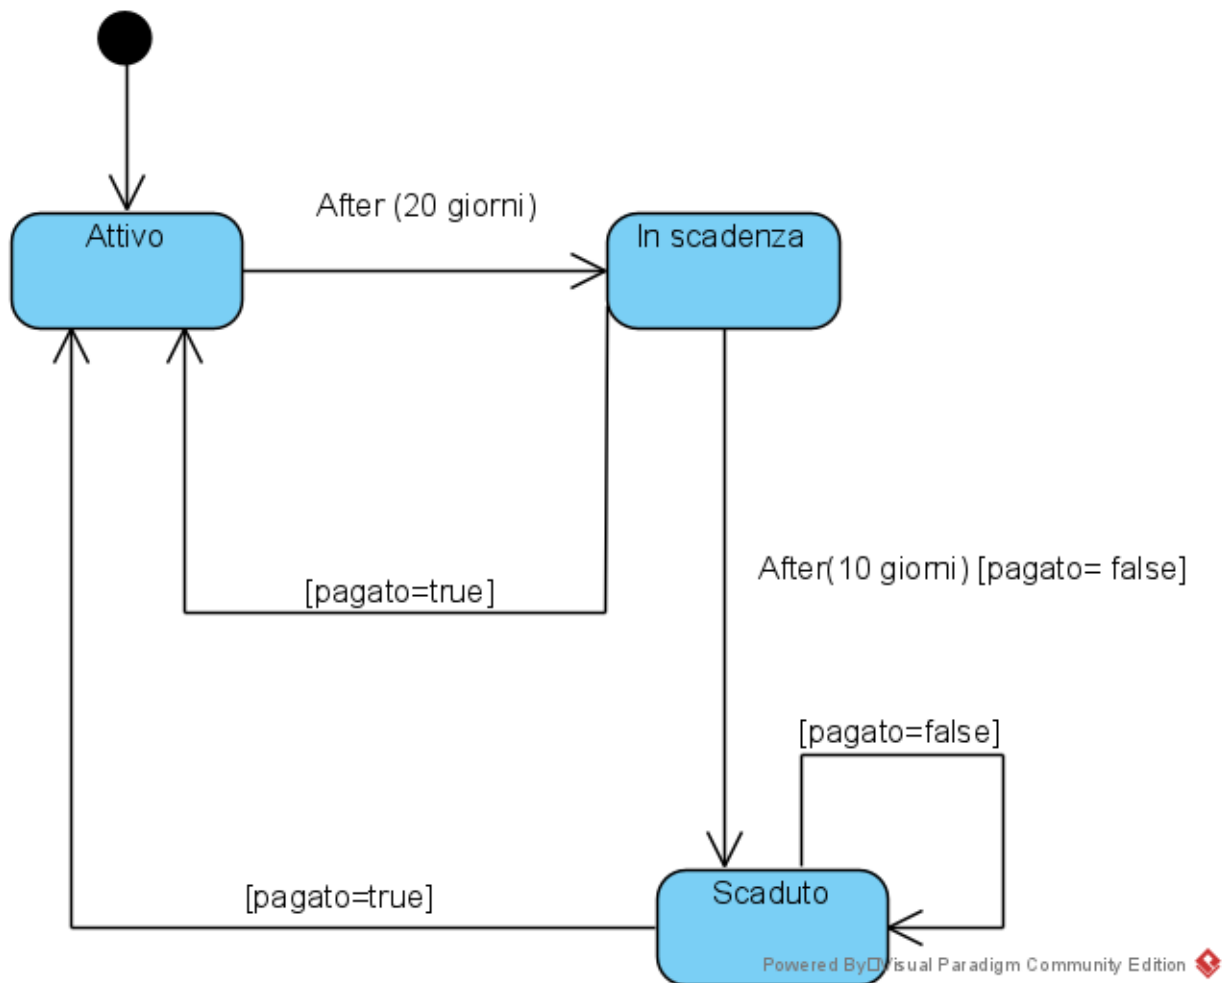 After (20 giorni)
Attivo
In scadenza
After(10 giorni) [pagato= false]
[pagato=true]
[pagato=false]
Scaduto
[pagato=true]
Powered By Visual Paradigm Community Edition